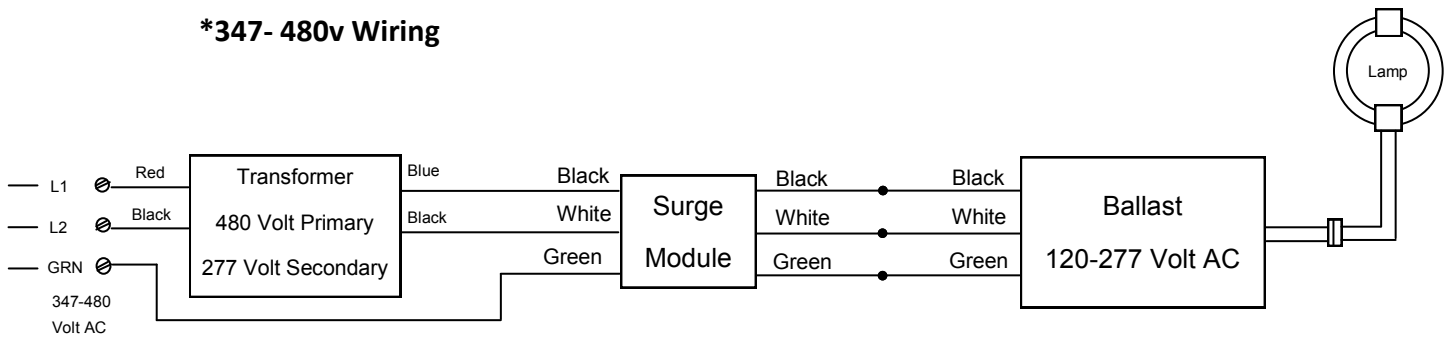 *347- 480v Wiring
Lamp
L1
Red
L2
Black
GRN
347-480
Volt AC
Transformer
480 Volt Primary
277 Volt Secondary
Blue
Black
Black
White
Green
Surge
Module
Black
White
Green
Black
White
Green
Ballast
120-277 Volt AC